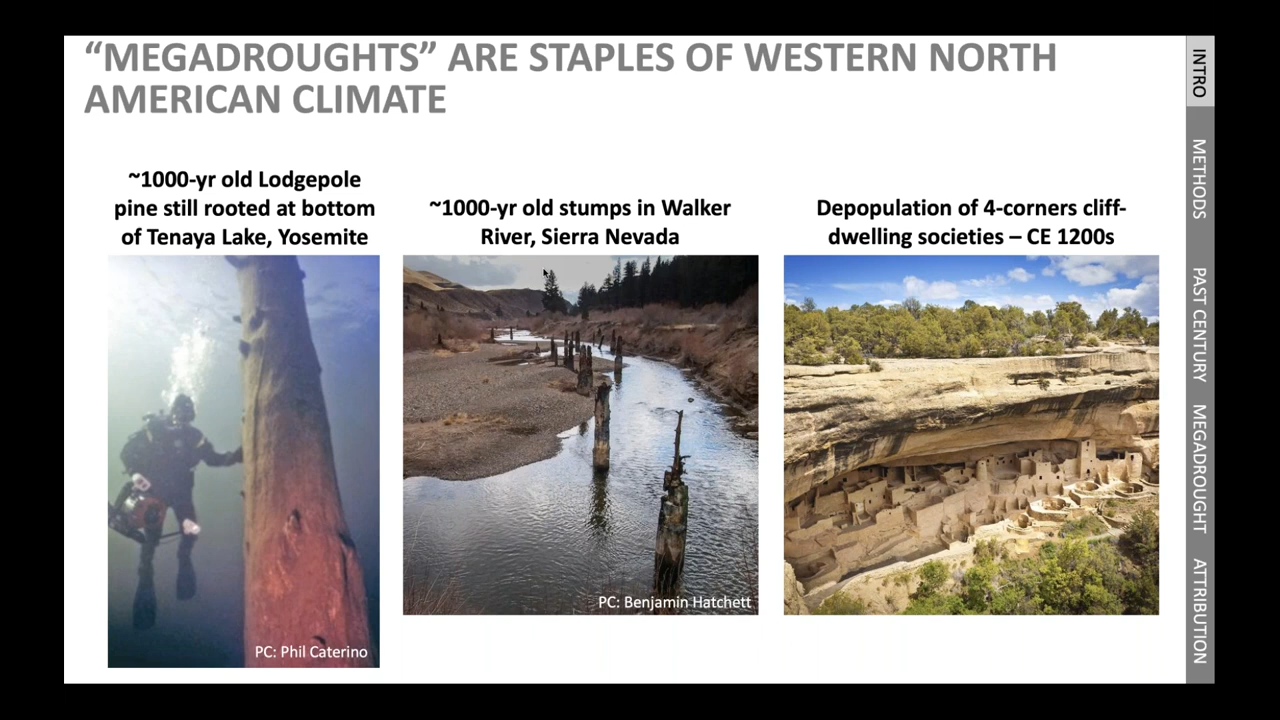 “MEGADROUGHTS” ARE STAPLES OF WESTERN NORTH
AMERICAN CLIMATE
~1000-yr old Lodgepole
pine still rooted at bottom
of Tenaya Lake, Yosemite
PC: Phil Caterino
~1000-yr old stumps in Walker
River, Sierra Nevada
PC: Benjamin Hatchett
Depopulation of 4-corners cliff-
dwelling societies – CE 1200s
INTRO
METHODS
PAST CENTURY
MEGADROUGHT
ATTRIBUTION